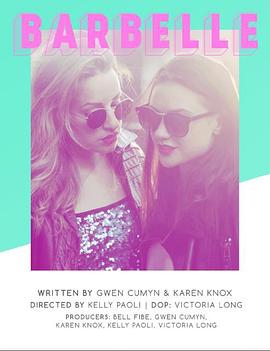 BARBELLE
WRITTEN BY GWEN CUMYN & KAREN KNOX
DIRECTED BY KELLY PAOLI | DOP: VICTORIA LONG
PRODUCERS: BELL FIBE, GWEN CUMYN,
KAREN KNOX, KELLY PAOLI, VICTORIA LONG